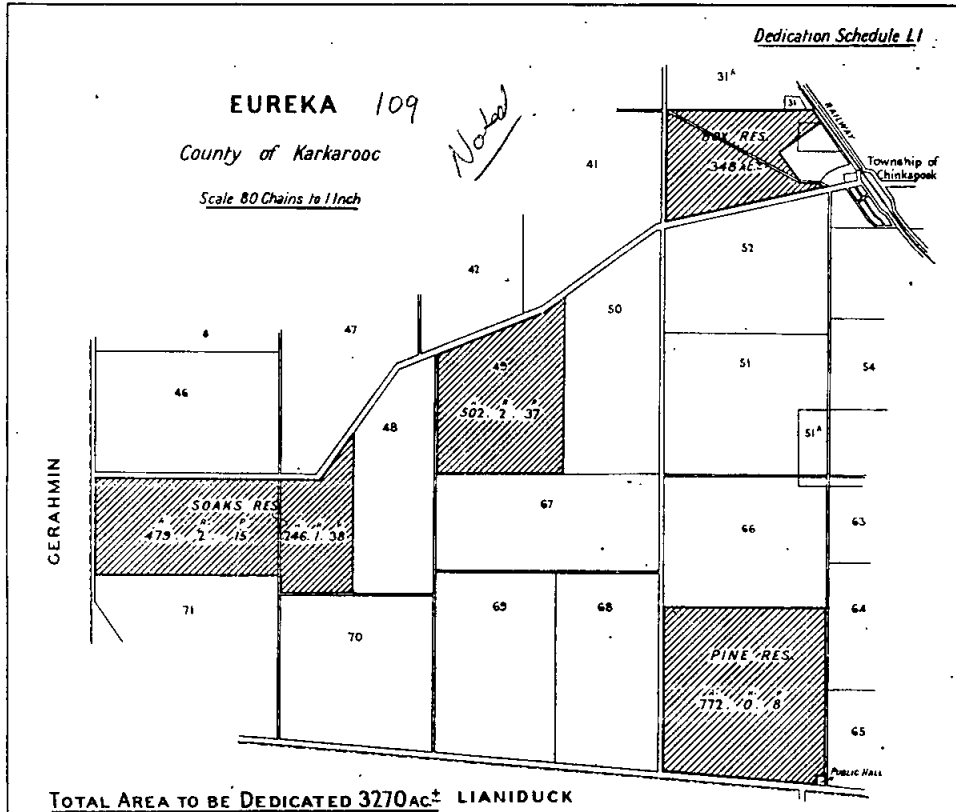 Dedication Schedule L1
EUREKA 109
County of Karkarooc
Scale 80 Chains to 1 Inch
Noted
31A
31
RAILWAY
BOX RES.
348 AC.
Township of
Chinkapook
41
42
52
50
47
51
54
46
49
A R P
502. 2. 37
48
51A
GERAHMIN
SOAKS RES.
A R P
479. 2. 15
A R P
246. 1. 38
67
66
63
71
70
69
68
64
PINE RES.
A R P
772. 0. 8
65
PUBLIC HALL
TOTAL AREA TO BE DEDICATED 3270 AC.±
LIANIDUCK